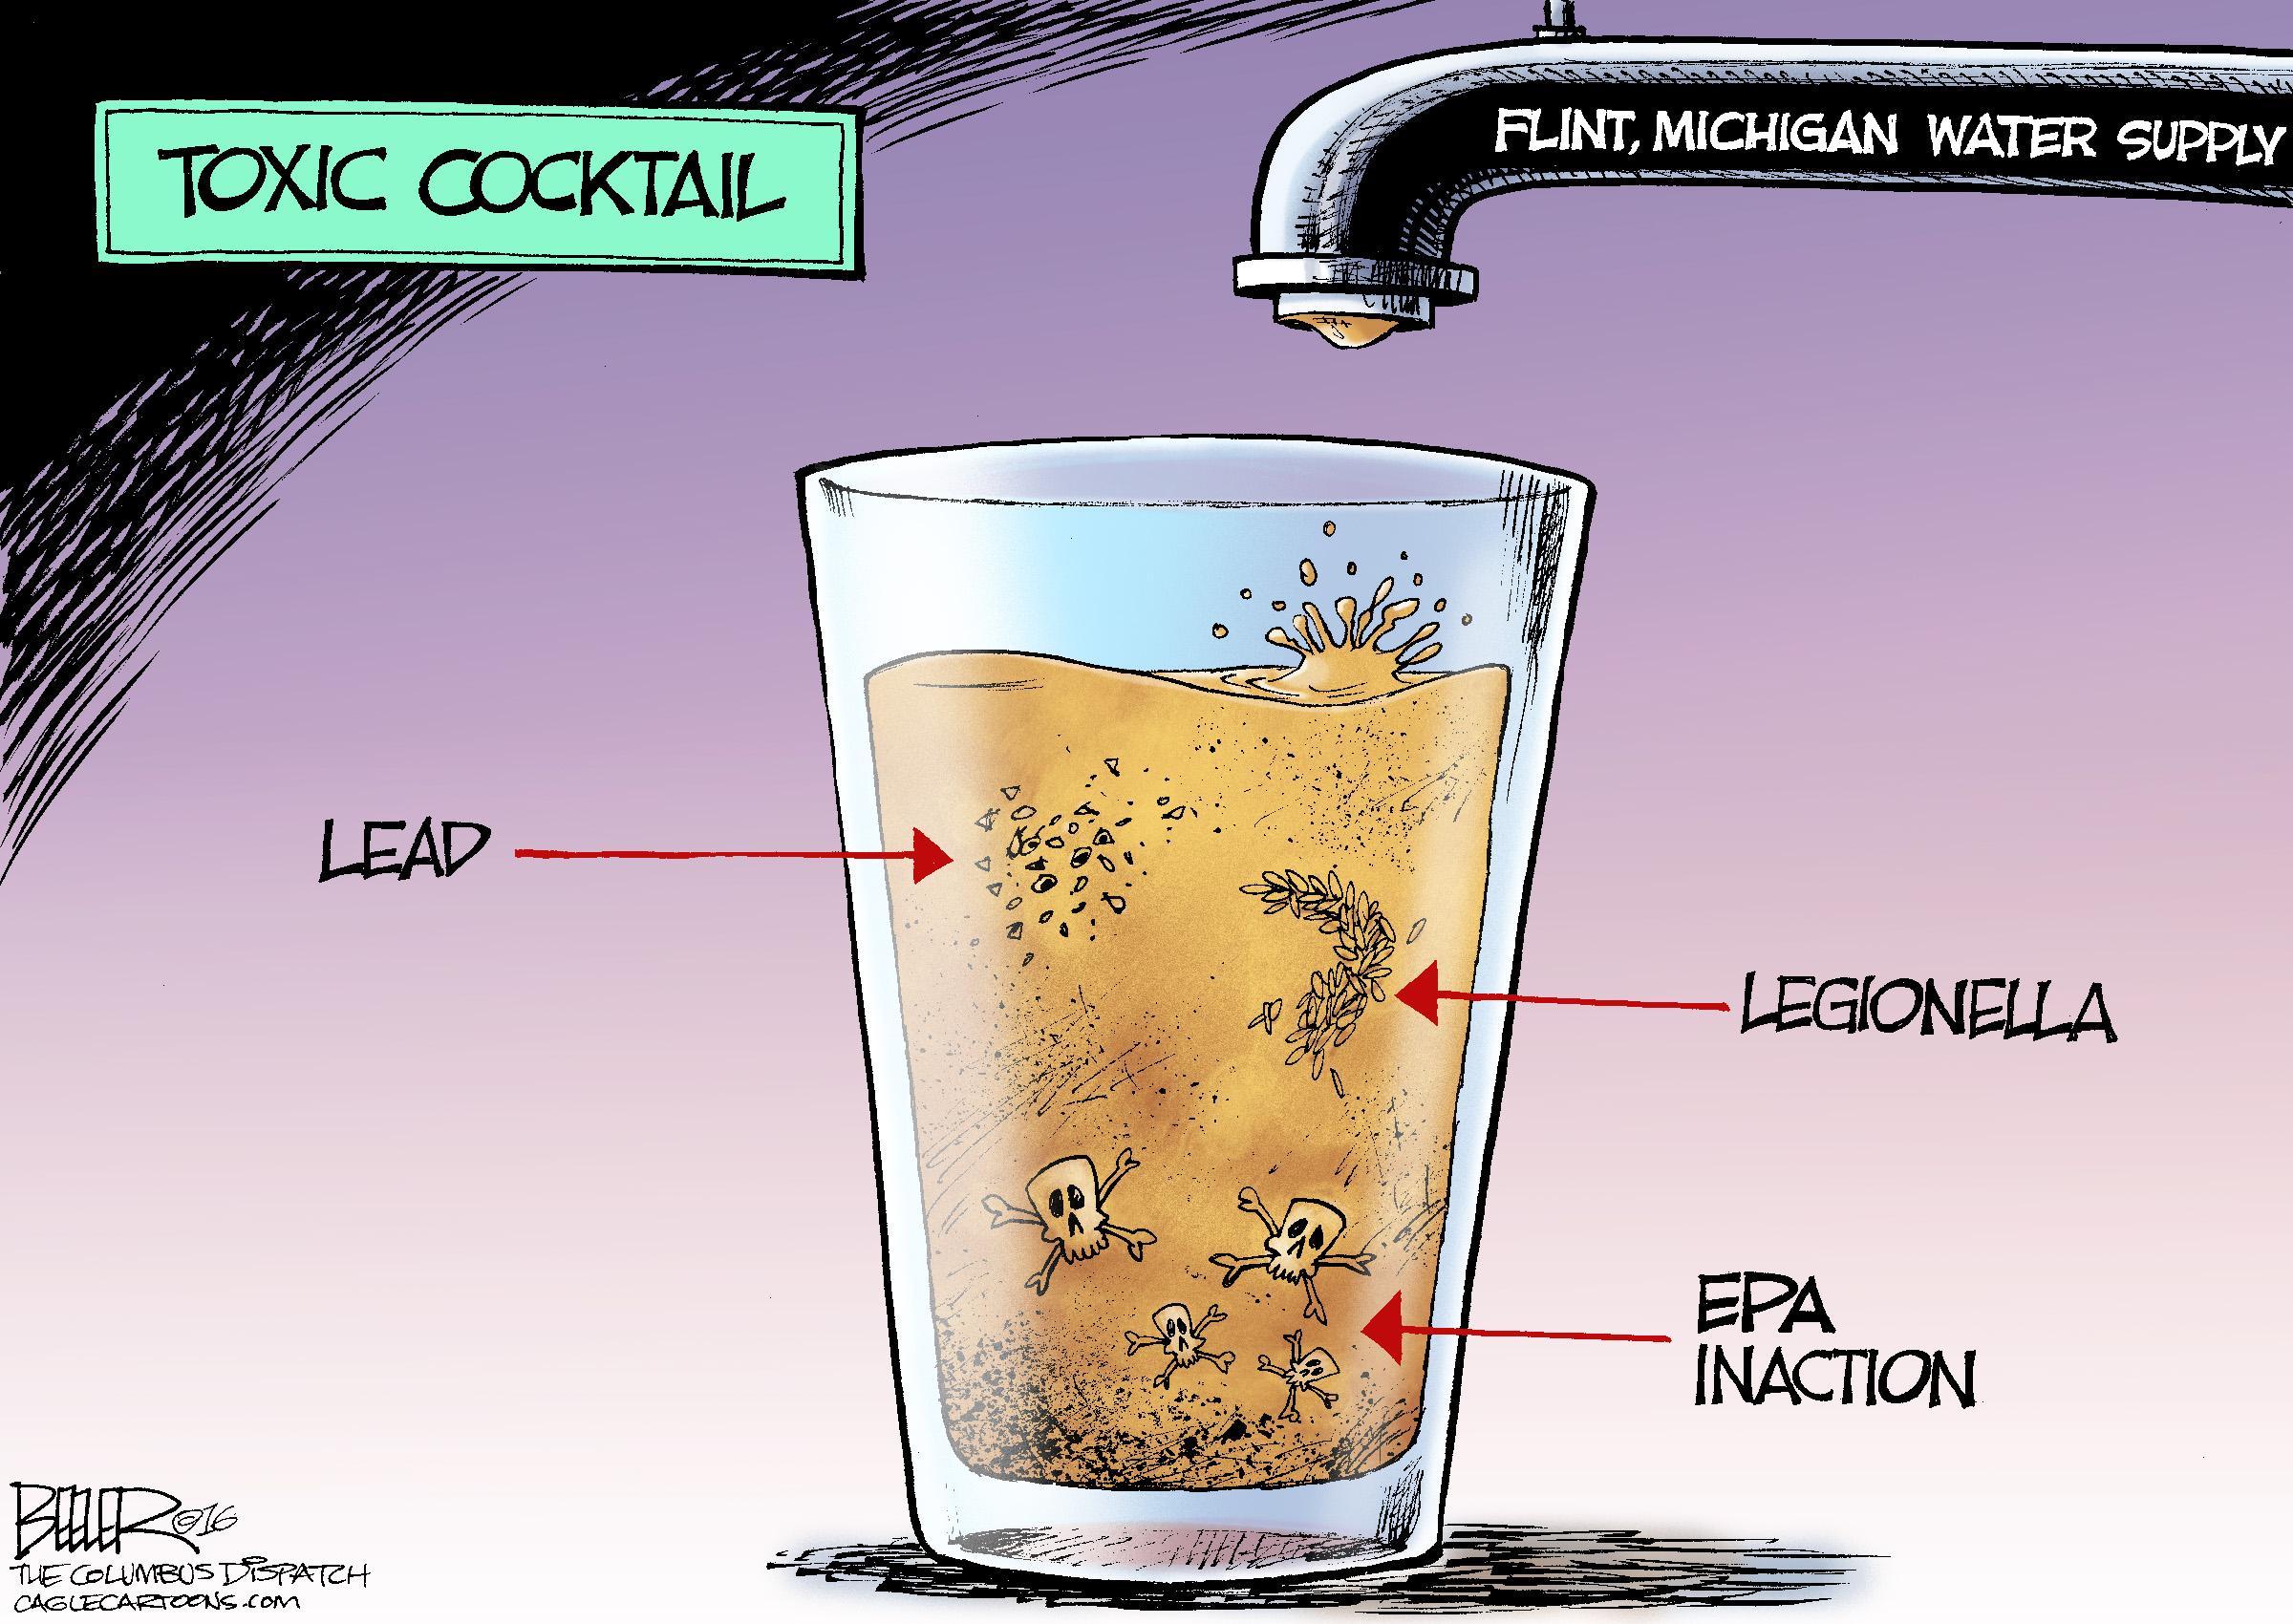 TOXIC COCKTAIL
FLINT, MICHIGAN WATER SUPPLY
LEAD
LEGIONELLA
EPA
INACTION
BEELER ©16
THE COLUMBUS DISPATCH
CAGLECARTOONS.COM